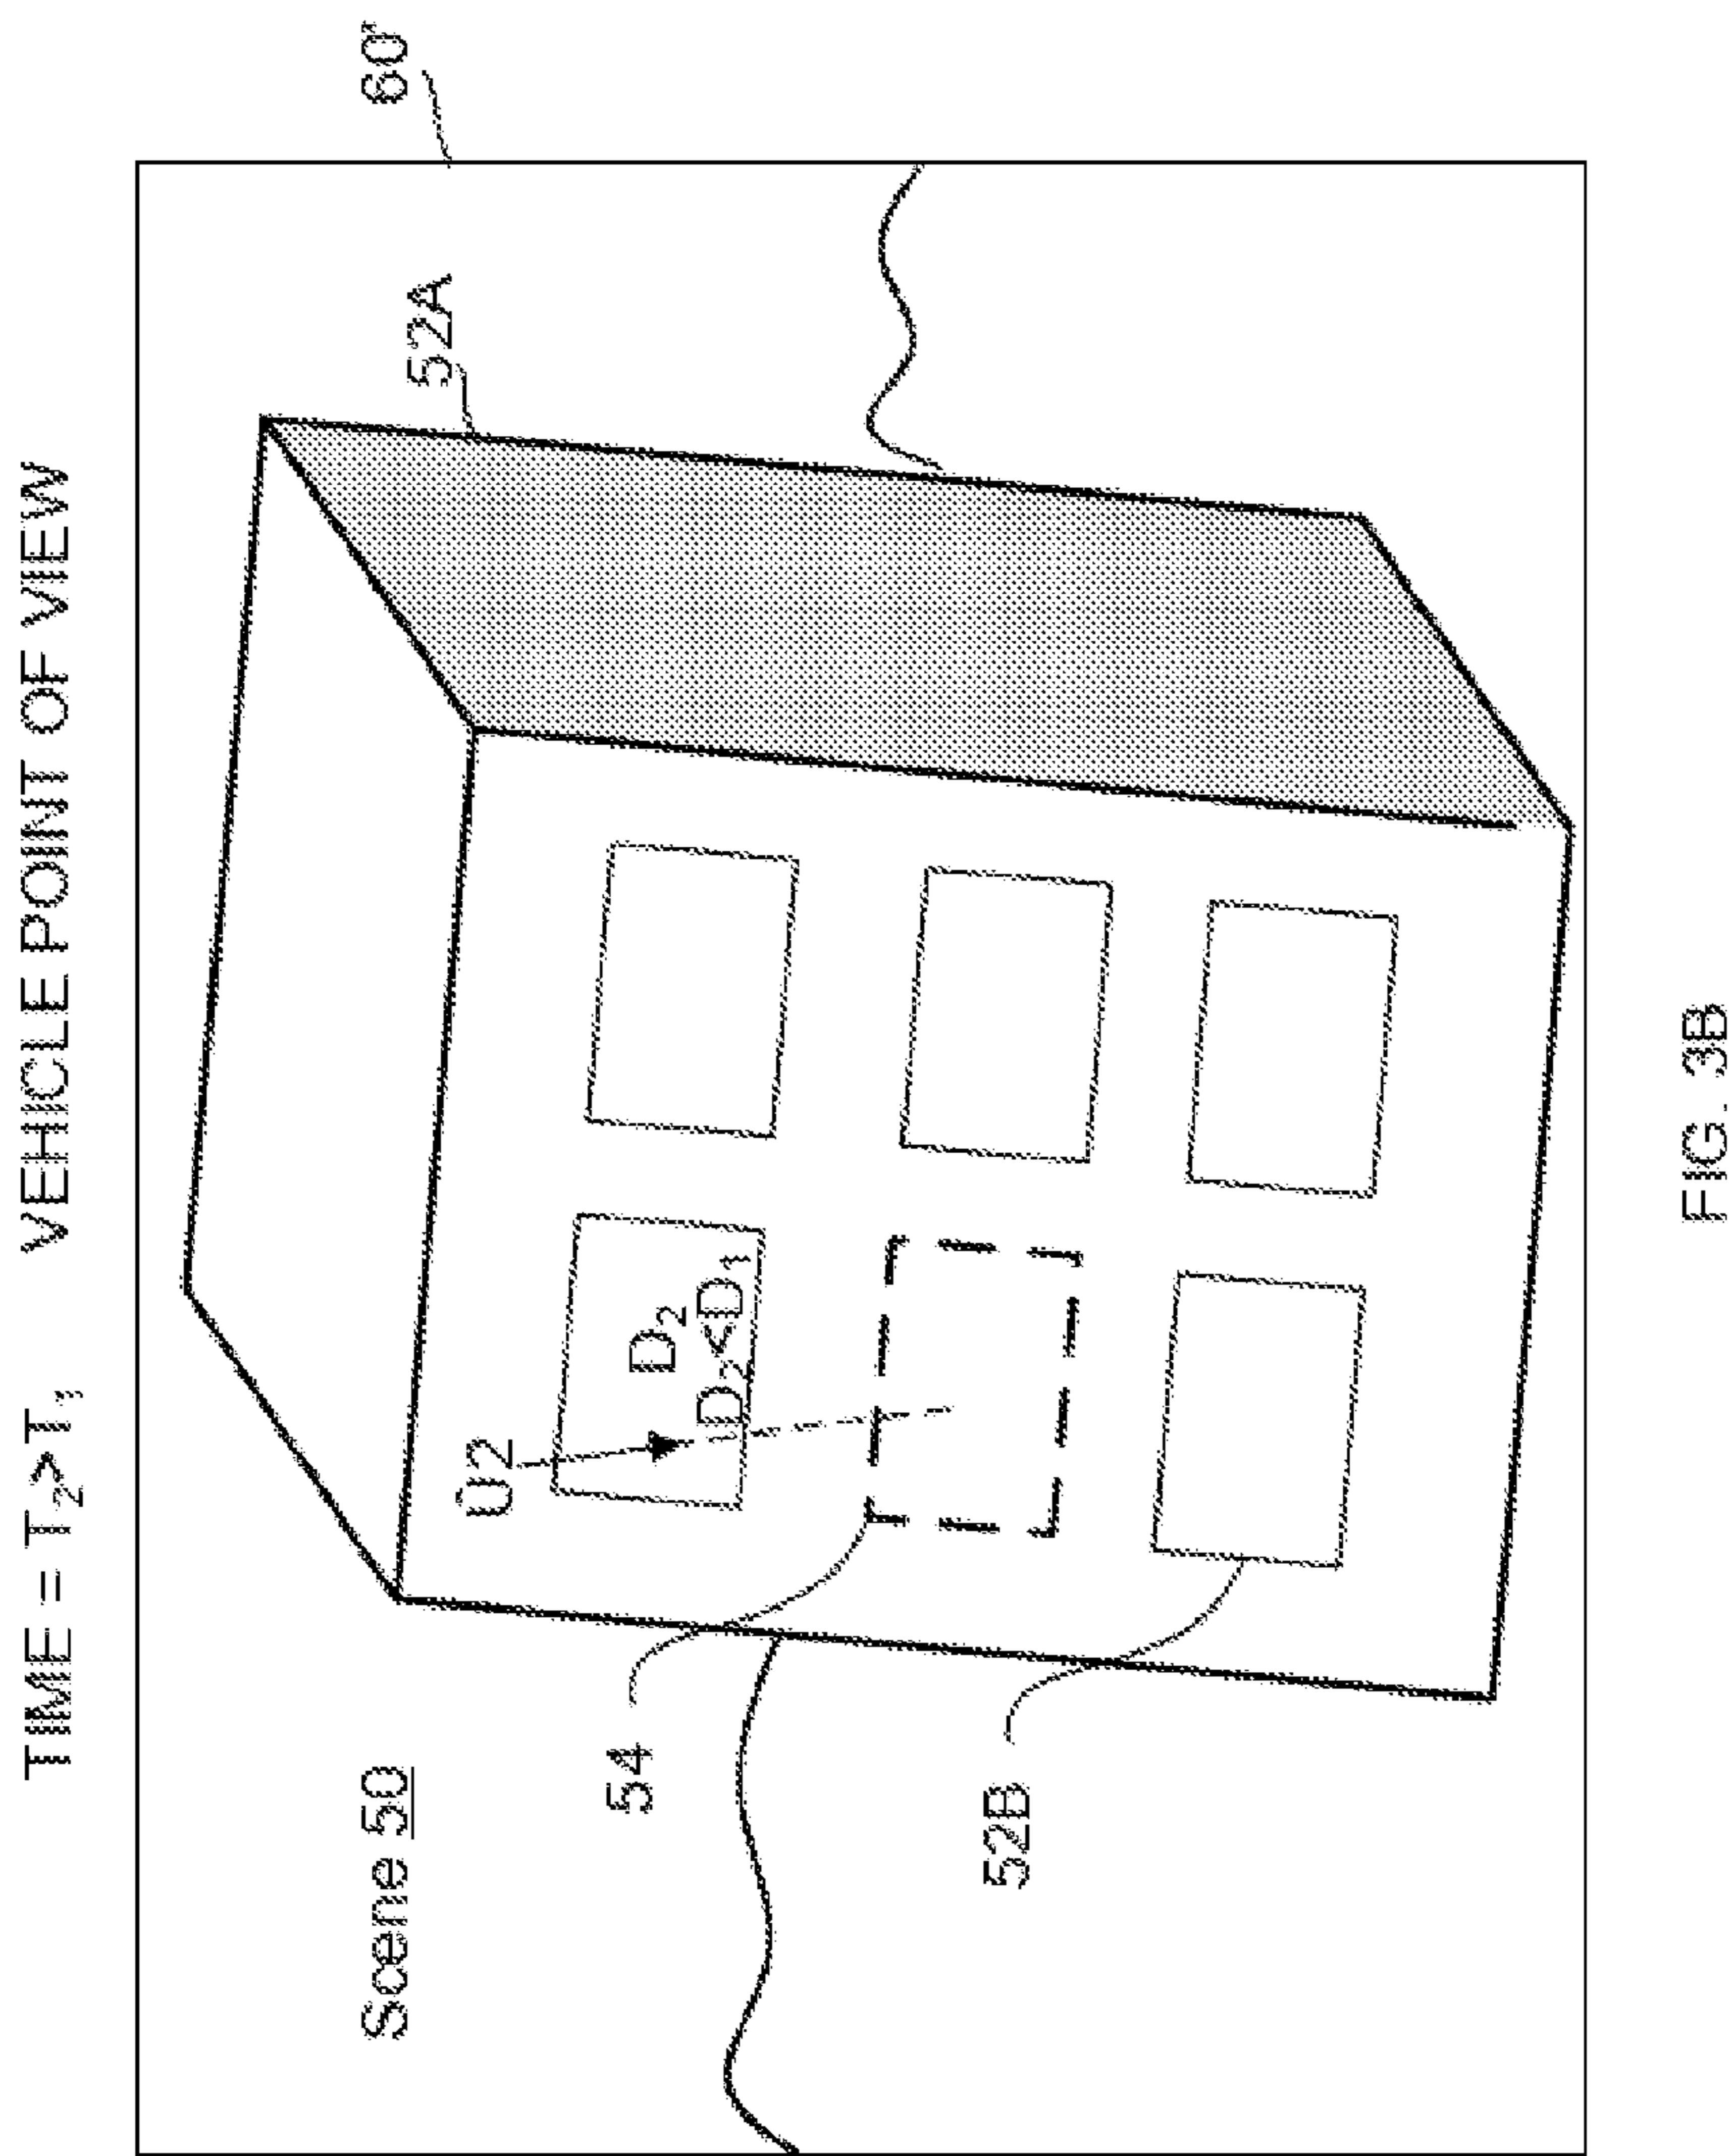 TIME = T₂>T₁ VEHICLE POINT OF VIEW
60'
Scene 50
52A
U2
D₂
D₂<D₁
54
52B
FIG. 3B